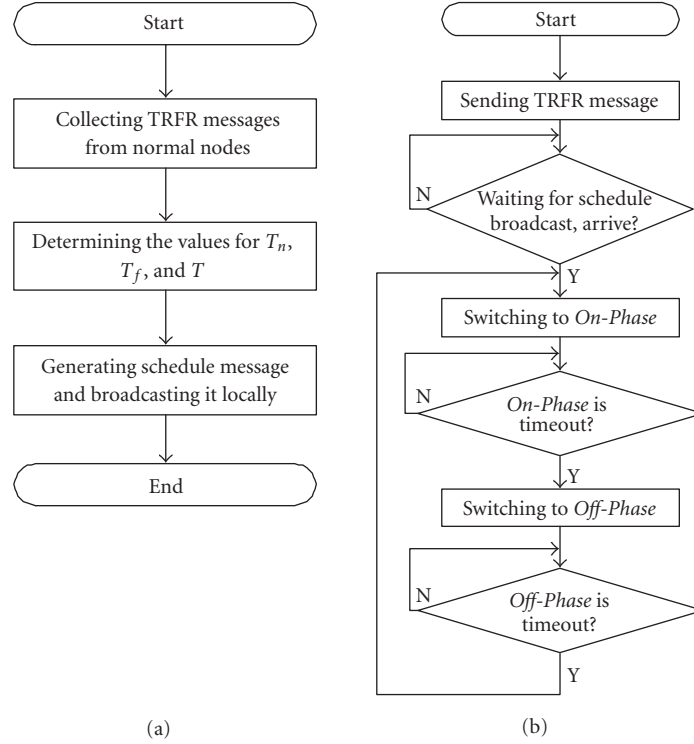 Start
Collecting TRFR messages
from normal nodes
Determining the values for Tn,
Tf, and T
Generating schedule message
and broadcasting it locally
End
(a)
Start
Sending TRFR message
N
Waiting for schedule
broadcast, arrive?
Y
Switching to On-Phase
N
On-Phase is
timeout?
Y
Switching to Off-Phase
N
Off-Phase is
timeout?
Y
(b)